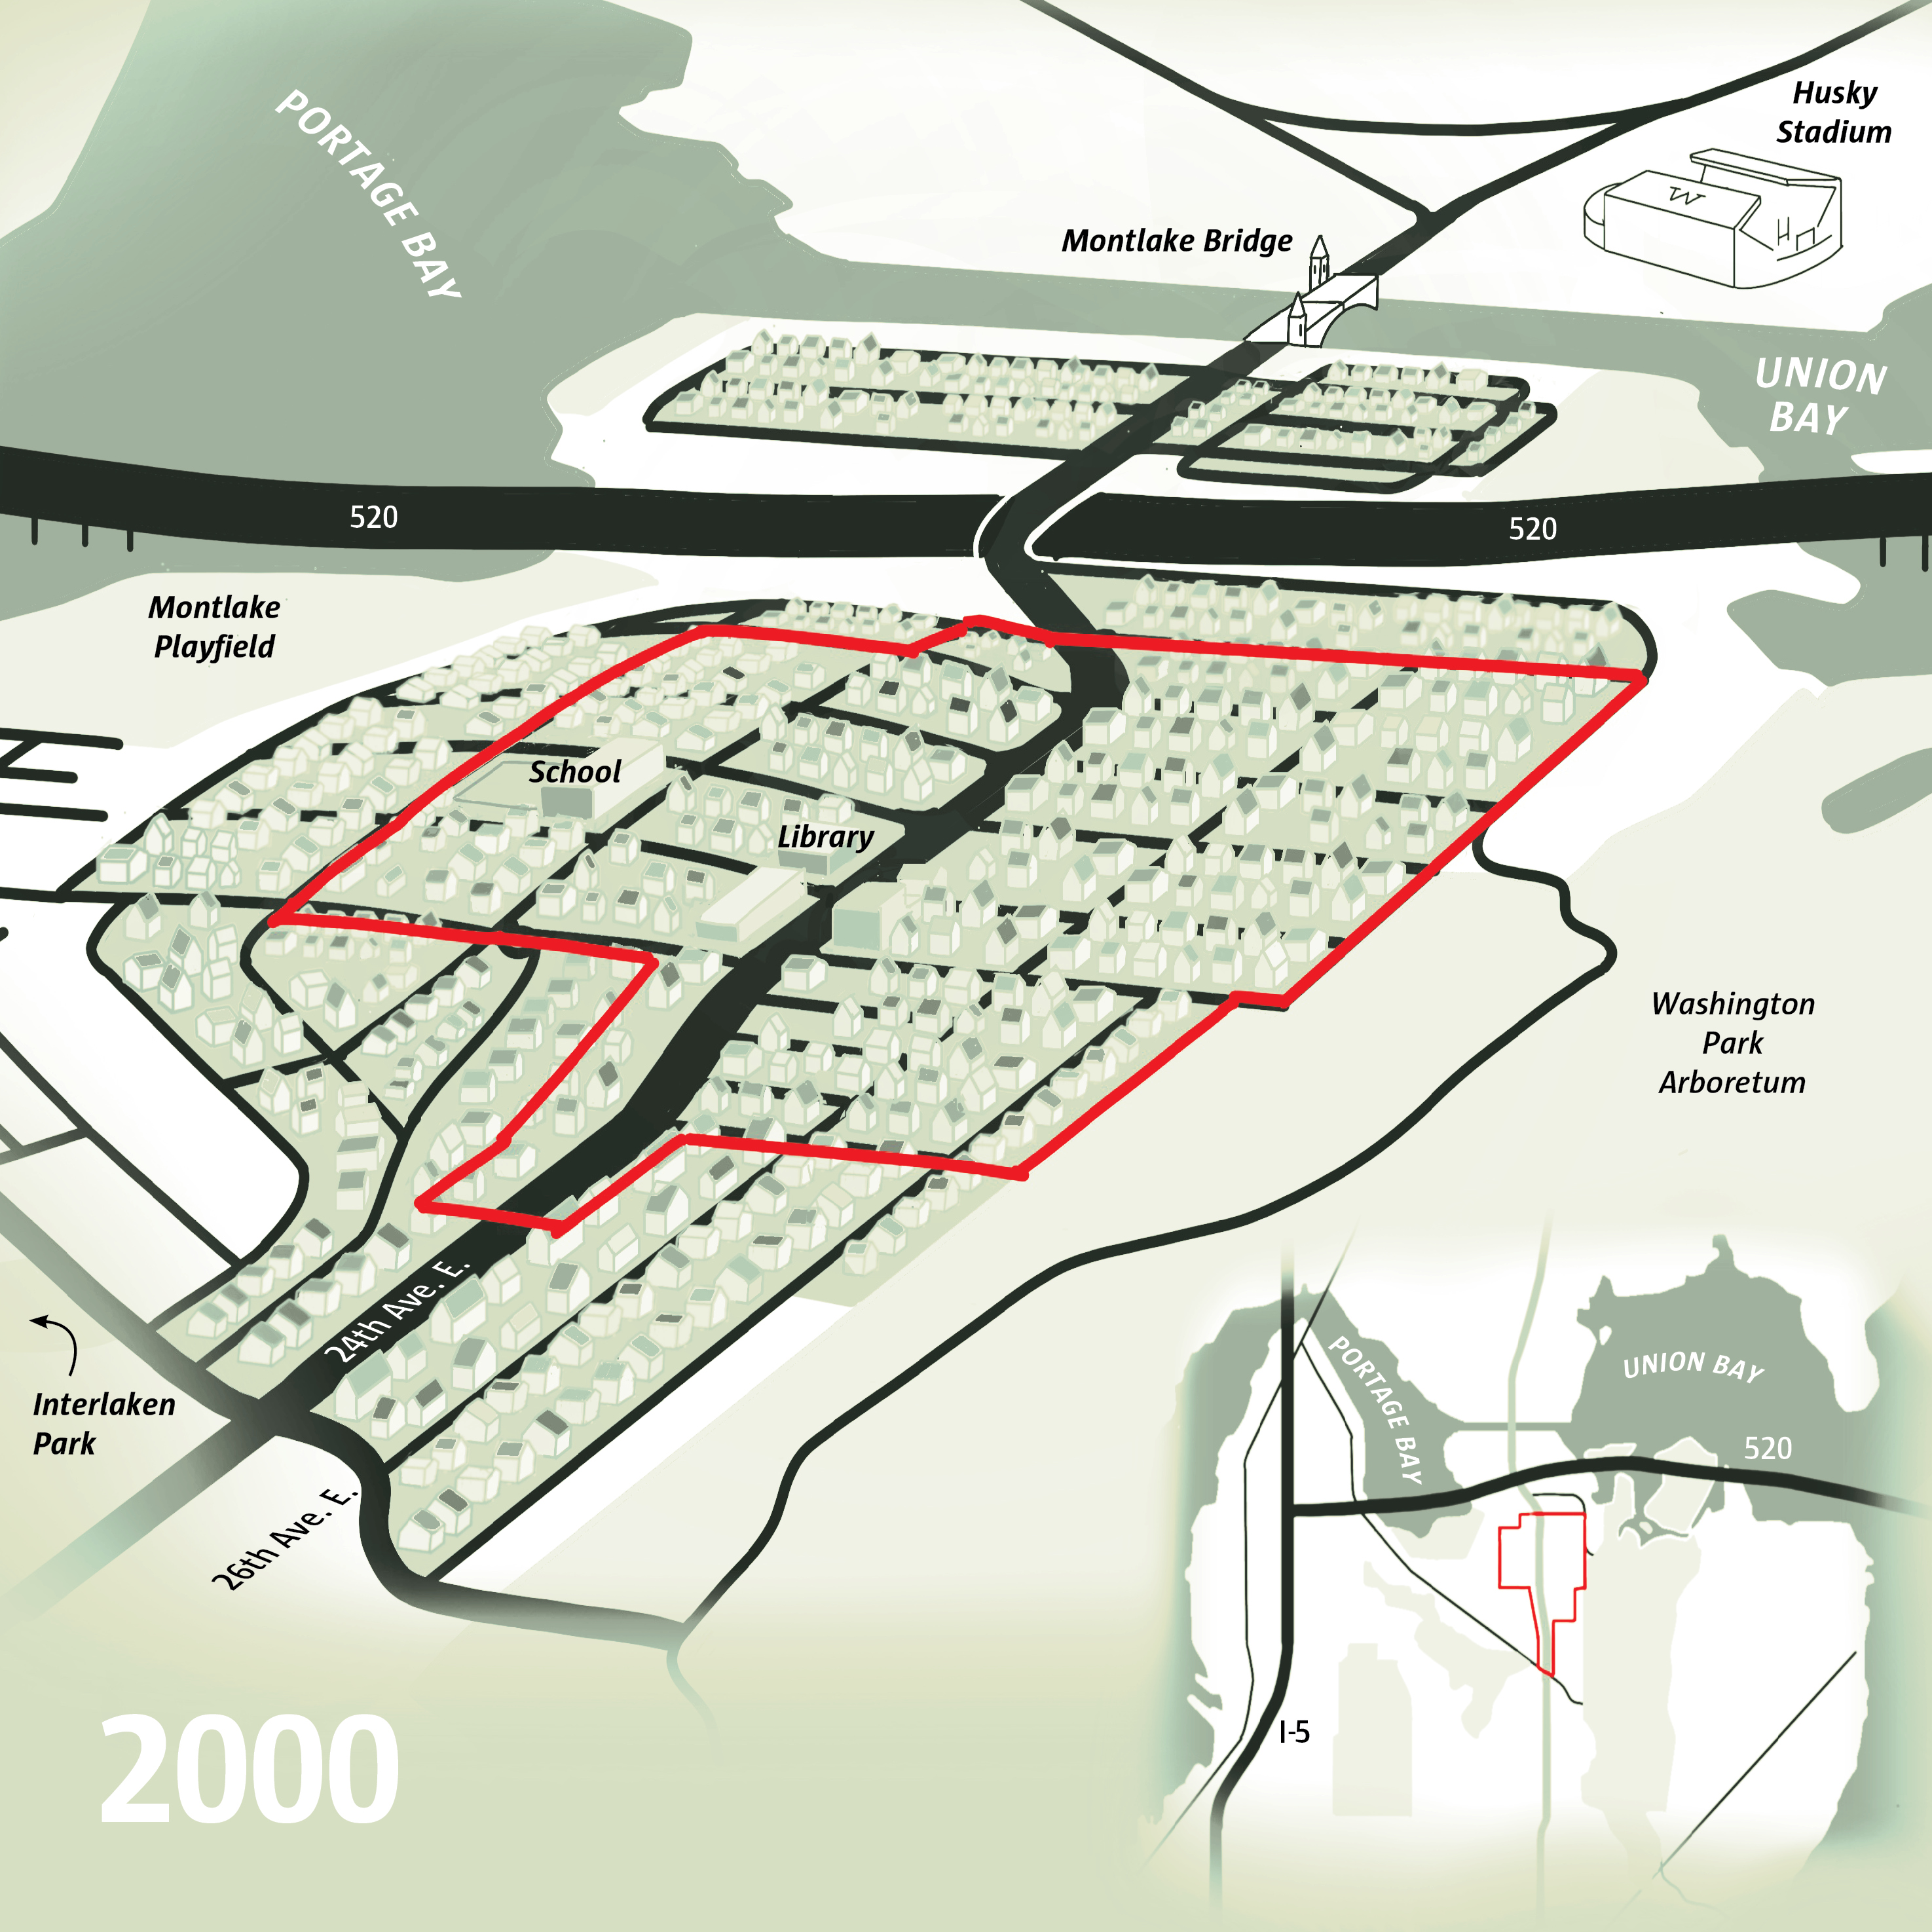 PORTAGE BAY
Husky
Stadium
W
Montlake Bridge
UNION
BAY
520
520
Montlake
Playfield
School
Library
Washington
Park
Arboretum
24th Ave. E.
Interlaken
Park
26th Ave. E.
2000
PORTAGE BAY
UNION BAY
520
I-5